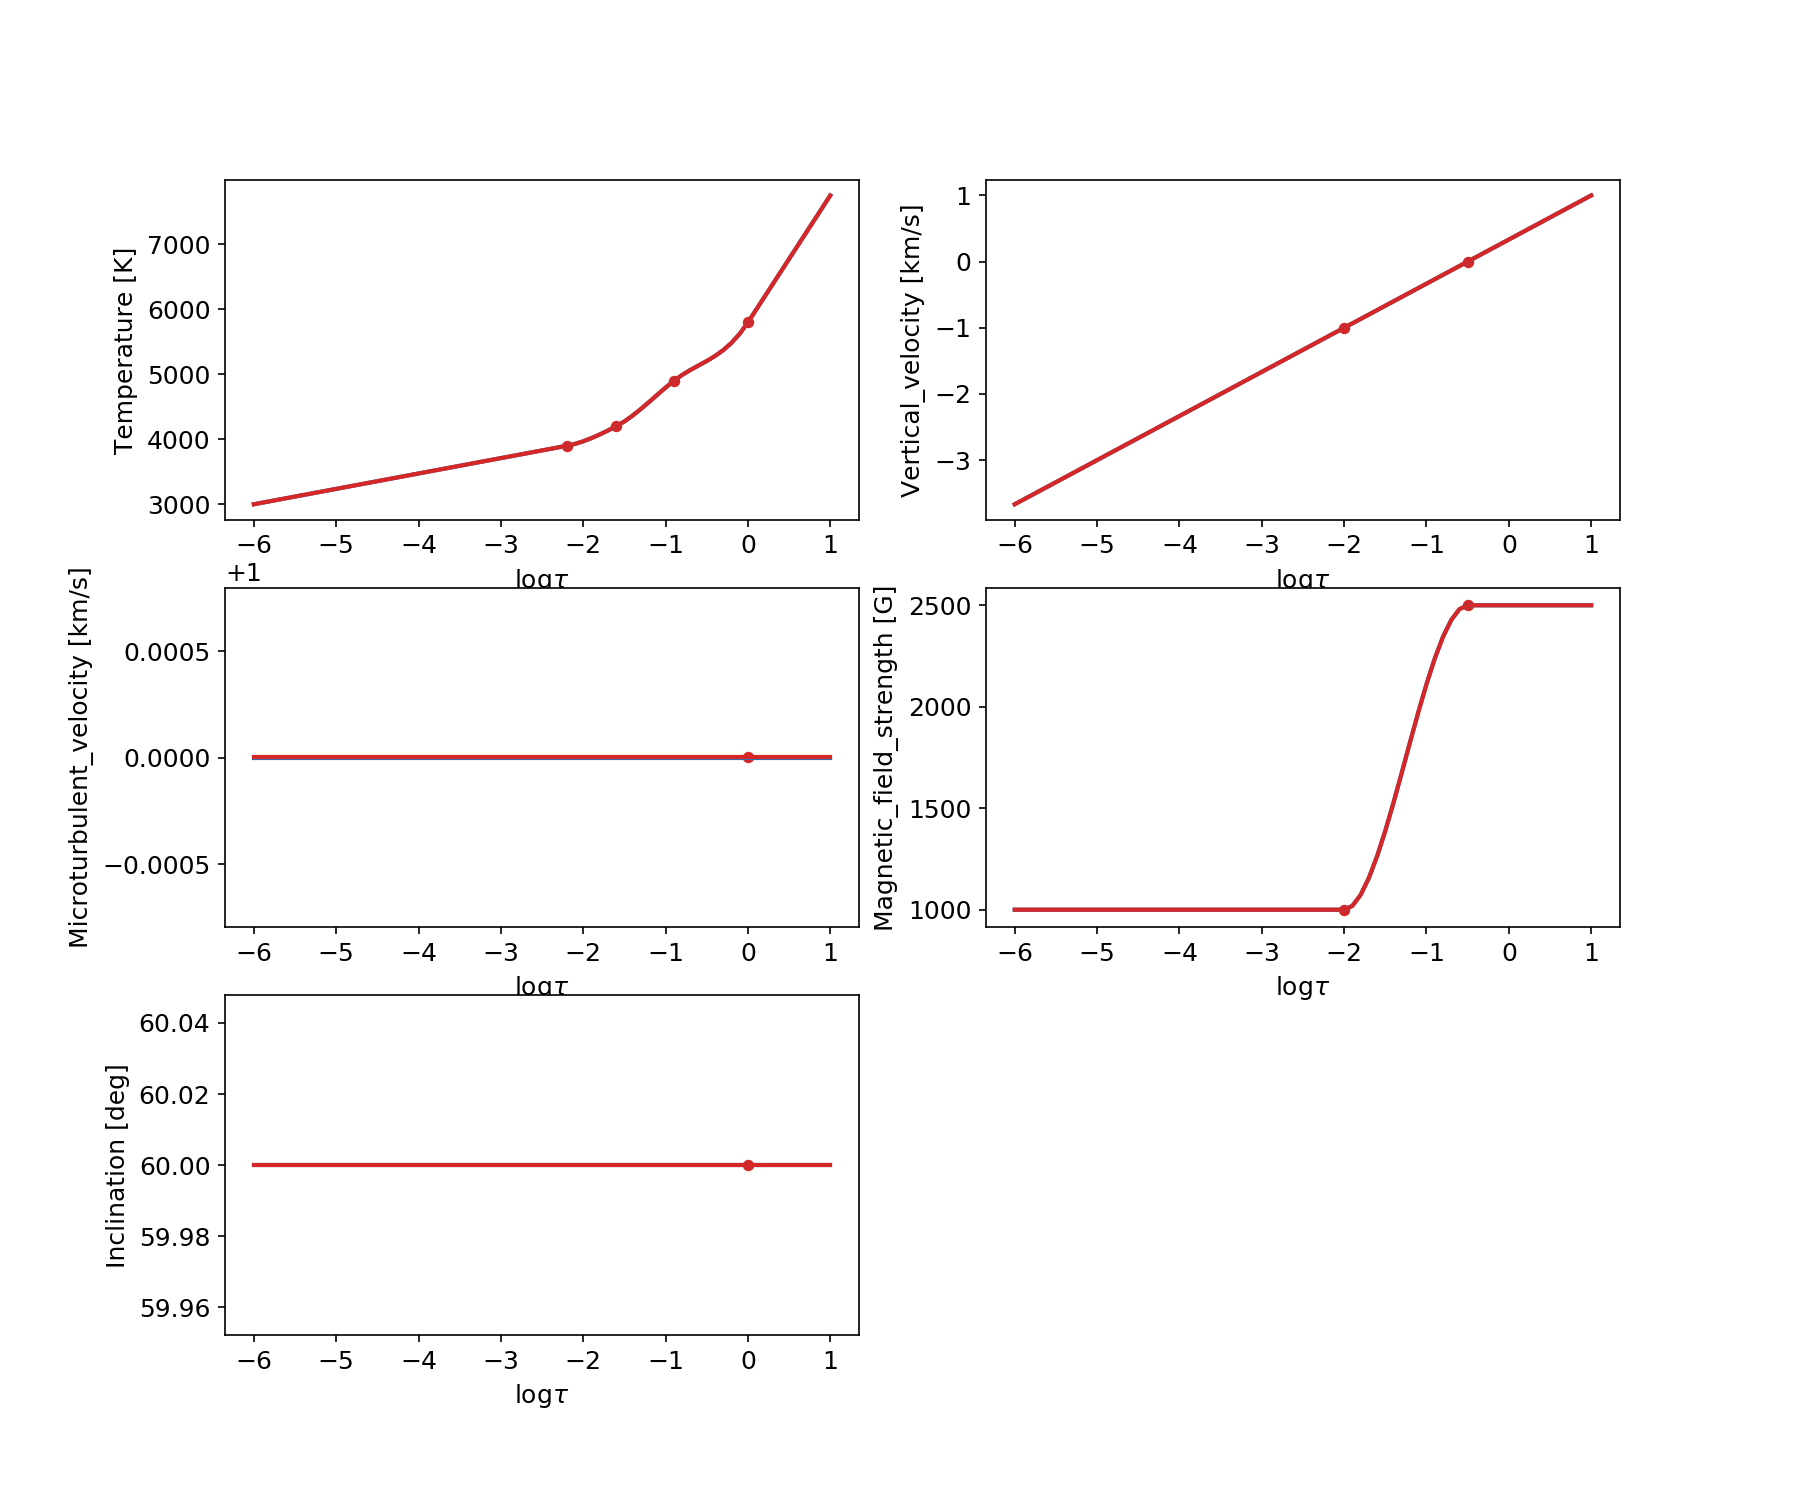 Temperature [K]
7000
6000
5000
4000
3000
−6 −5 −4 −3 −2 −1 0 1
logτ
Vertical_velocity [km/s]
1
0
−1
−2
−3
−6 −5 −4 −3 −2 −1 0 1
logτ
+1
Microturbulent_velocity [km/s]
0.0005
0.0000
−0.0005
−6 −5 −4 −3 −2 −1 0 1
logτ
Magnetic_field_strength [G]
2500
2000
1500
1000
−6 −5 −4 −3 −2 −1 0 1
logτ
Inclination [deg]
60.04
60.02
60.00
59.98
59.96
−6 −5 −4 −3 −2 −1 0 1
logτ